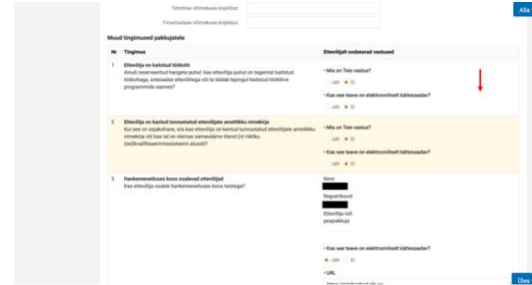 Tehnilise võimekuse kirjeldus:
Finantsalase võimekuse kirjeldus:
Alla
Muud tingimused pakkujatele
Nr Tingimus Ettevõtjalt oodatavad vastused
1 Ettevõtja on kaitstud töökoht
Ainult reserveeritud hangete puhul: kas ettevõtja puhul on tegemist kaitstud
töökohaga, sotsiaalse ettevõttega või ta täidab lepingut kaitstud tööhõive
programmide raames?
• Mis on Teie vastus?
Jah Ei
• Kas see teave on elektrooniliselt kättesaadav?
Jah Ei
2 Ettevõtja on kantud tunnustatud ettevõtjate ametlikku nimekirja
Kui see on asjakohane, siis kas ettevõtja on kantud tunnustatud ettevõtjate ametlikku
nimekirja või kas tal on olemas samaväärne tõend (nt riikliku
(eel)kvalifitseerimissüsteemi alusel)?
• Mis on Teie vastus?
Jah Ei
• Kas see teave on elektrooniliselt kättesaadav?
Jah Ei
3 Hankemenetluses koos osalevad ettevõtjad
Kas ettevõtja osaleb hankemenetluses koos teistega?
Nimi:
Registrikood:
Ettevõtja roll:
peapakkuja
• Kas see teave on elektrooniliselt kättesaadav?
Jah Ei
• URL
Üles